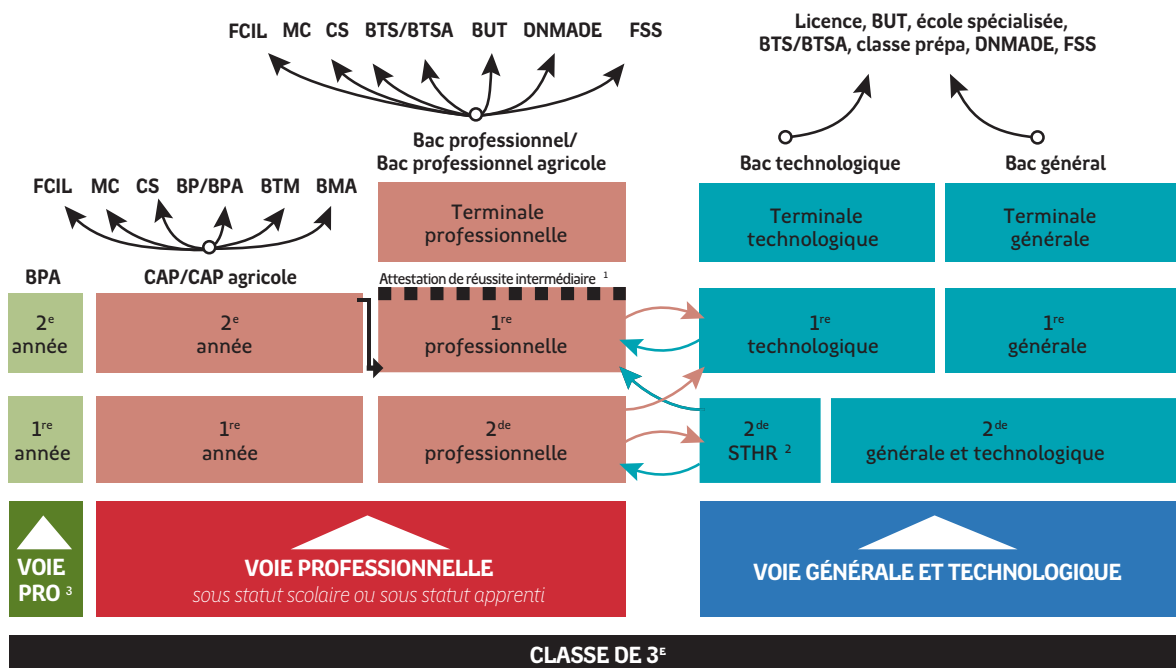 Licence, BUT, école spécialisée,
BTS/BTSA, classe prépa, DNMADE, FSS
FCIL MC CS BTS/BTSA BUT DNMADE FSS
Bac professionnel/
Bac professionnel agricole
Bac technologique
Bac général
FCIL MC CS BP/BPA BTM BMA
Terminale
professionnelle
Terminale
technologique
Terminale
générale
BPA
CAP/CAP agricole
Attestation de réussite intermédiaire 1
2e
année
2e
année
1re
professionnelle
1re
technologique
1re
générale
1re
année
1re
année
2de
professionnelle
2de
STHR 2
2de
générale et technologique
VOIE
PRO 3
VOIE PROFESSIONNELLE
sous statut scolaire ou sous statut apprenti
VOIE GÉNÉRALE ET TECHNOLOGIQUE
CLASSE DE 3E